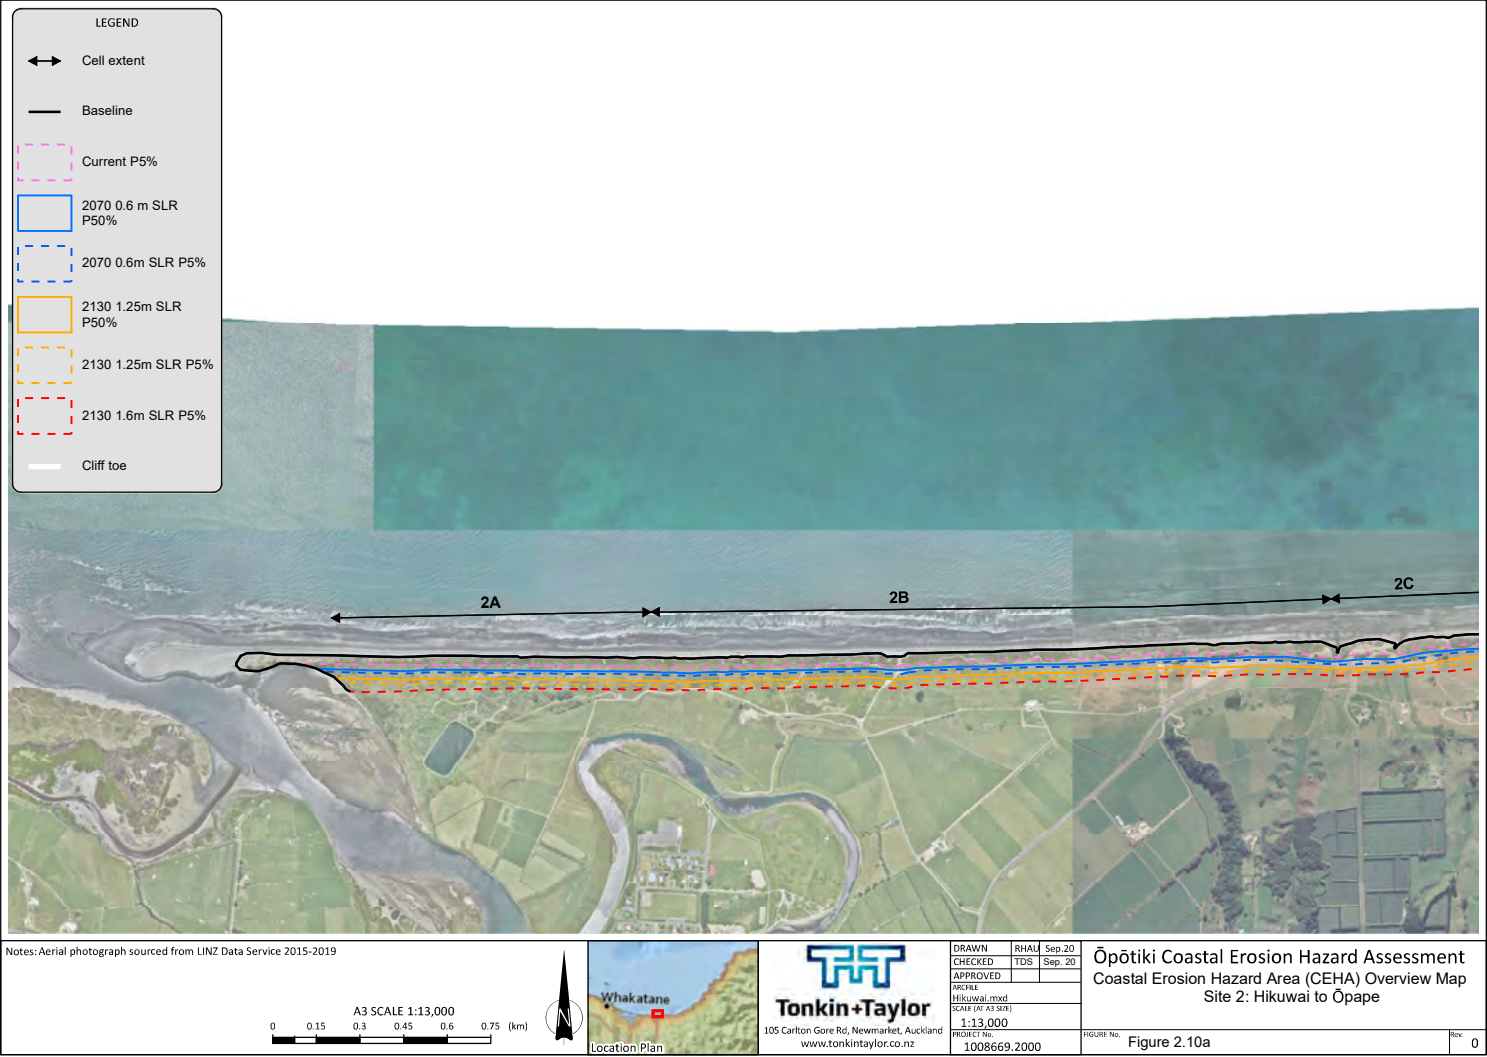 LEGEND
Cell extent
Baseline
Current P5%
2070 0.6 m SLR
P50%
2070 0.6m SLR P5%
2130 1.25m SLR
P50%
2130 1.25m SLR P5%
2130 1.6m SLR P5%
Cliff toe
2A
2B
2C
Notes: Aerial photograph sourced from LINZ Data Service 2015-2019
A3 SCALE 1:13,000
0 0.15 0.3 0.45 0.6 0.75 (km)
N
Whakatane
Location Plan
Tonkin+Taylor
105 Carlton Gore Rd, Newmarket, Auckland
www.tonkintaylor.co.nz
DRAWN RHAU Sep.20
CHECKED TDS Sep. 20
APPROVED
ARCFILE
Hikuwai.mxd
SCALE (AT A3 SIZE)
1:13,000
PROJECT No.
1008669.2000
Ōpōtiki Coastal Erosion Hazard Assessment
Coastal Erosion Hazard Area (CEHA) Overview Map
Site 2: Hikuwai to Ōpape
FIGURE No. Figure 2.10a
Rev. 0